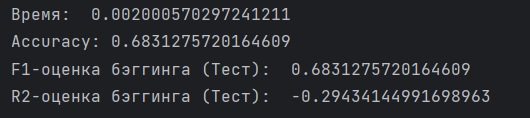 Время:  0.002000570297241211
Accuracy: 0.6831275720164609
F1-оценка бэггинга (Тест):  0.6831275720164609
R2-оценка бэггинга (Тест):  -0.29434144991698963